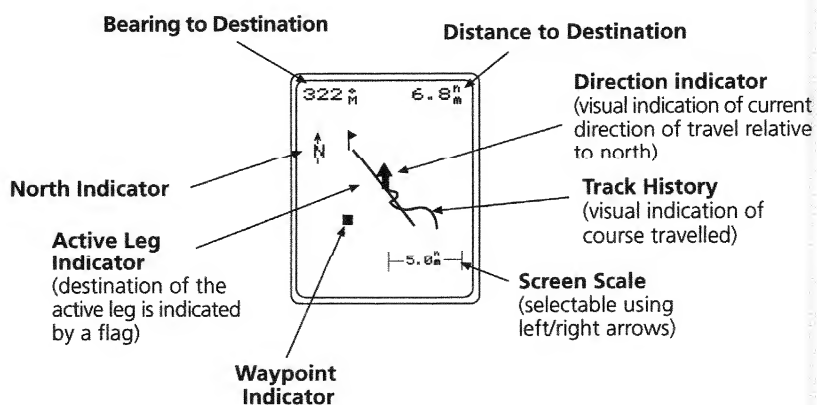 Bearing to Destination
Distance to Destination
322°M
6.8nm
Direction indicator
(visual indication of current
direction of travel relative
to north)
N
North Indicator
Track History
(visual indication of
course travelled)
Active Leg
Indicator
(destination of the
active leg is indicated
by a flag)
5.0nm
Screen Scale
(selectable using
left/right arrows)
Waypoint
Indicator